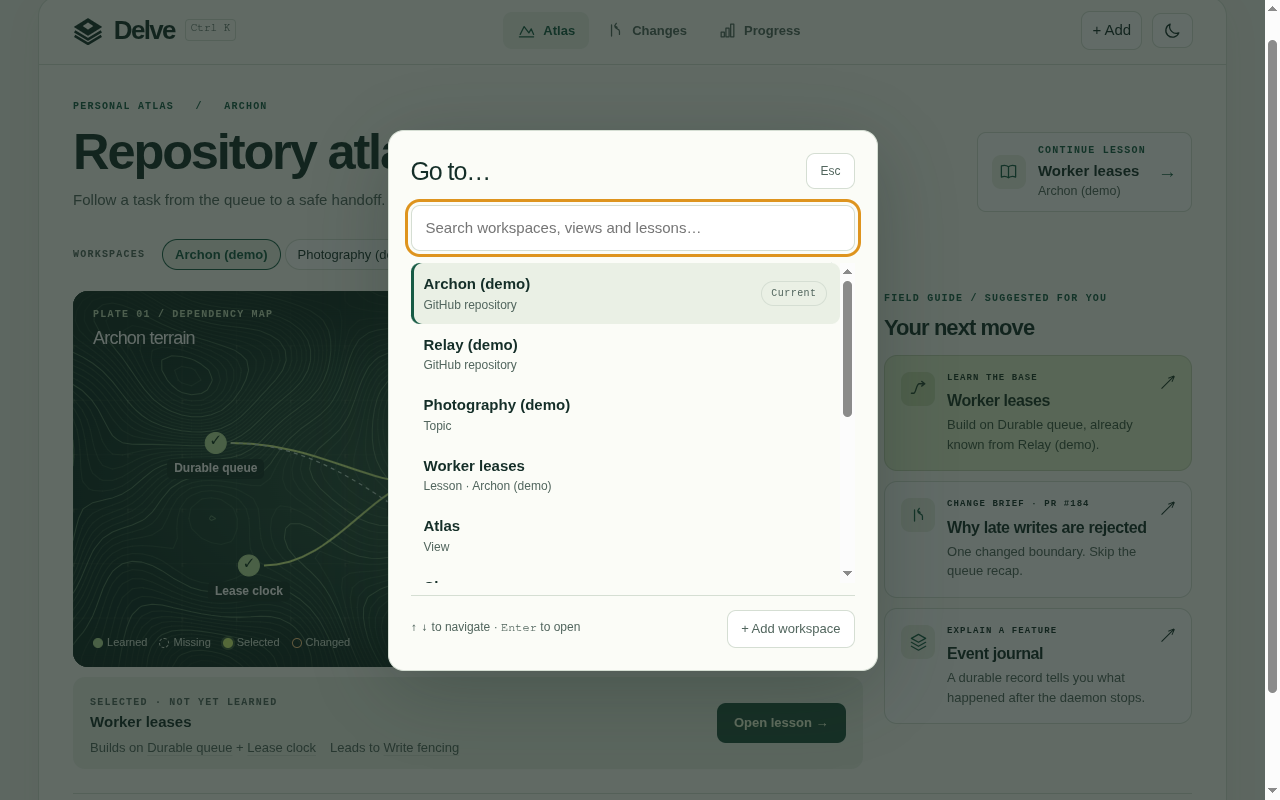 Delve
Ctrl K
Atlas
Changes
Progress
+ Add
PERSONAL ATLAS / ARCHON
Repository atla
Follow a task from the queue to a safe handoff.
CONTINUE LESSON
Worker leases
Archon (demo)
→
WORKSPACES
Archon (demo)
Photography (de
PLATE 01 / DEPENDENCY MAP
Archon terrain
Durable queue
Lease clock
Learned
Missing
Selected
Changed
SELECTED · NOT YET LEARNED
Worker leases
Builds on Durable queue + Lease clock Leads to Write fencing
Open lesson →
Go to…
Esc
Search workspaces, views and lessons…
Archon (demo)
GitHub repository
Current
Relay (demo)
GitHub repository
Photography (demo)
Topic
Worker leases
Lesson · Archon (demo)
Atlas
View
↑ ↓ to navigate · Enter to open
+ Add workspace
FIELD GUIDE / SUGGESTED FOR YOU
Your next move
LEARN THE BASE
Worker leases
Build on Durable queue, already
known from Relay (demo).
CHANGE BRIEF · PR #184
Why late writes are rejected
One changed boundary. Skip the
queue recap.
EXPLAIN A FEATURE
Event journal
A durable record tells you what
happened after the daemon stops.